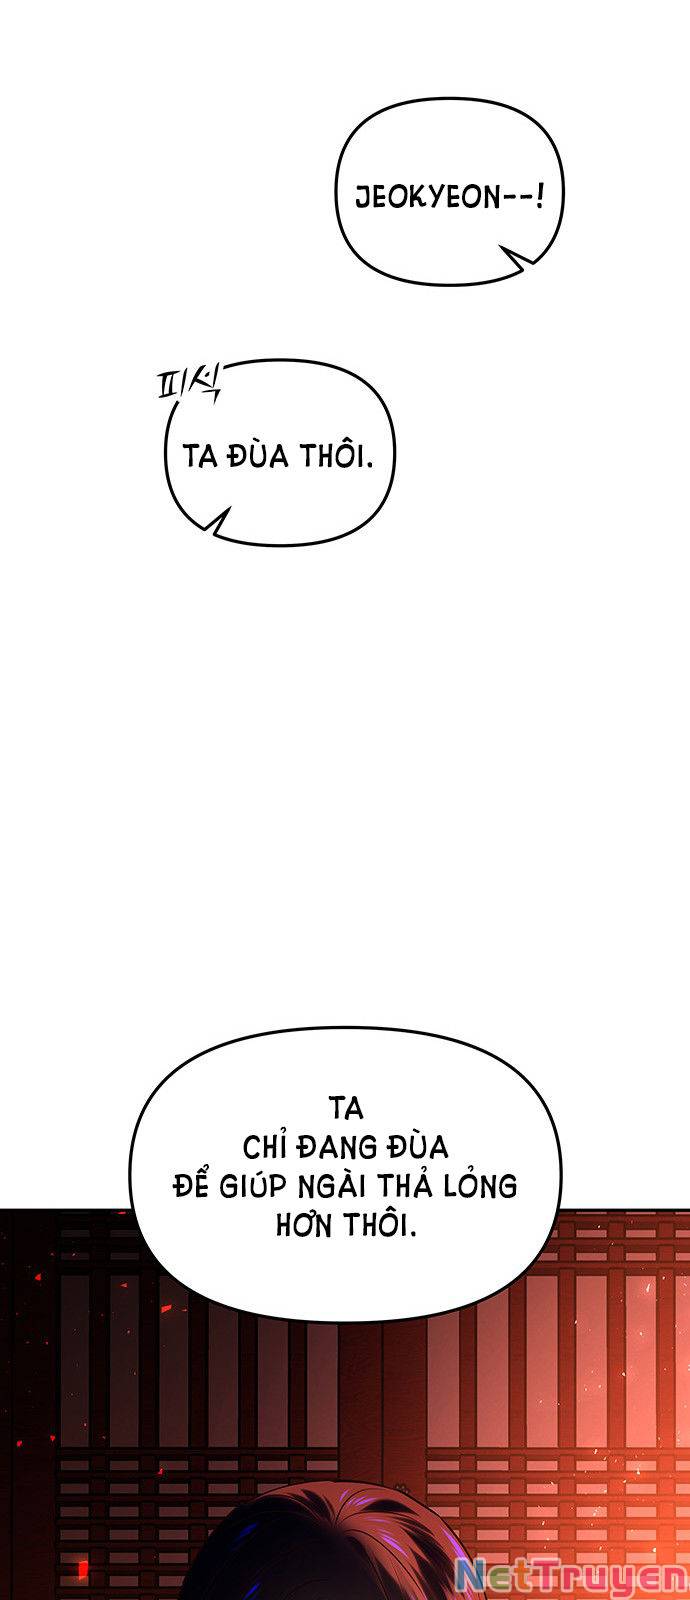 JEOKYEON--!
피식
TA ĐÙA THÔI.
TA
CHỈ ĐANG ĐÙA
ĐỂ GIÚP NGÀI THẢ LỎNG
HƠN THÔI.
NetTruyen